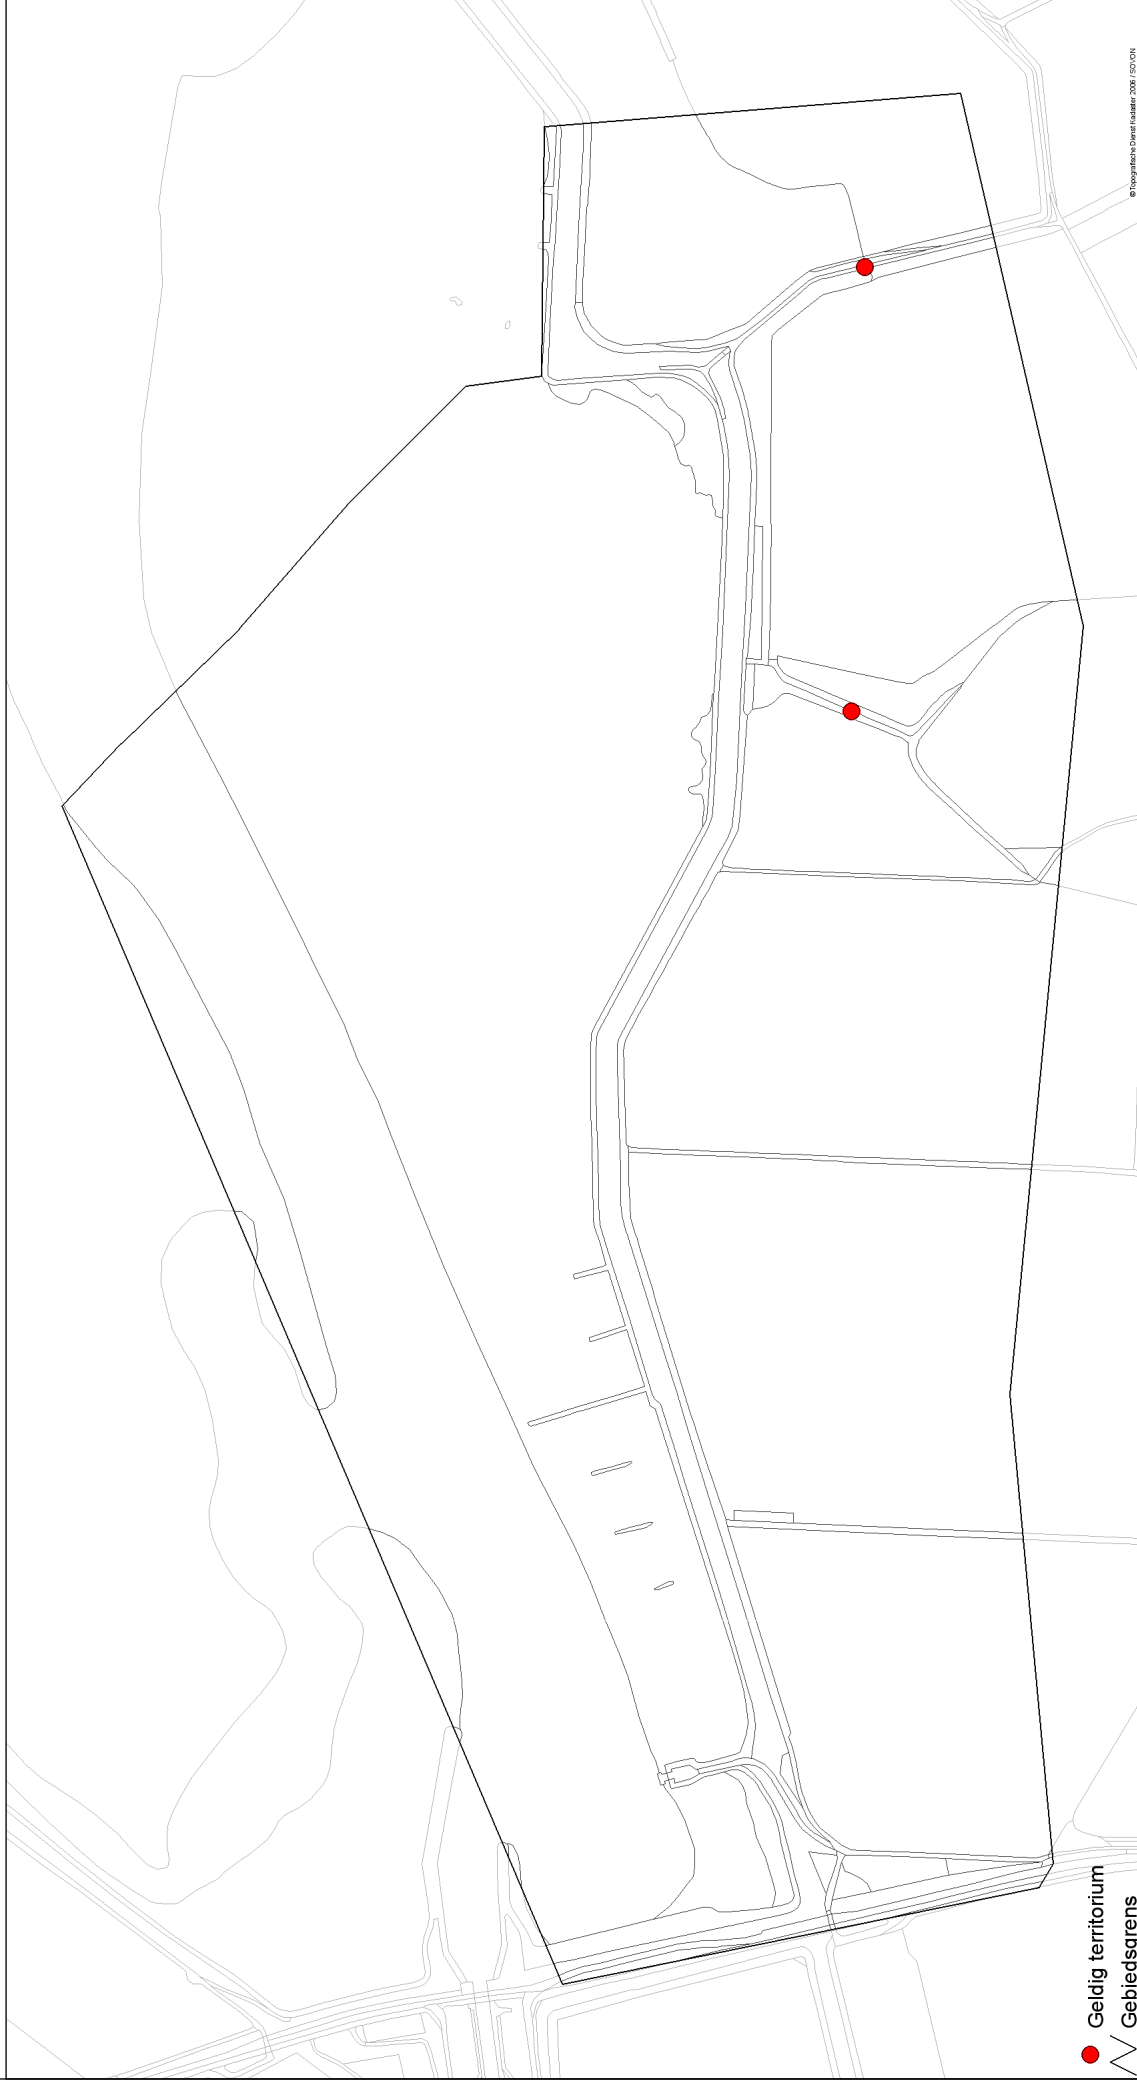 © Topografische Dienst Kadaster 2006 / SOVON
Geldig territorium
Gebiedsgrens